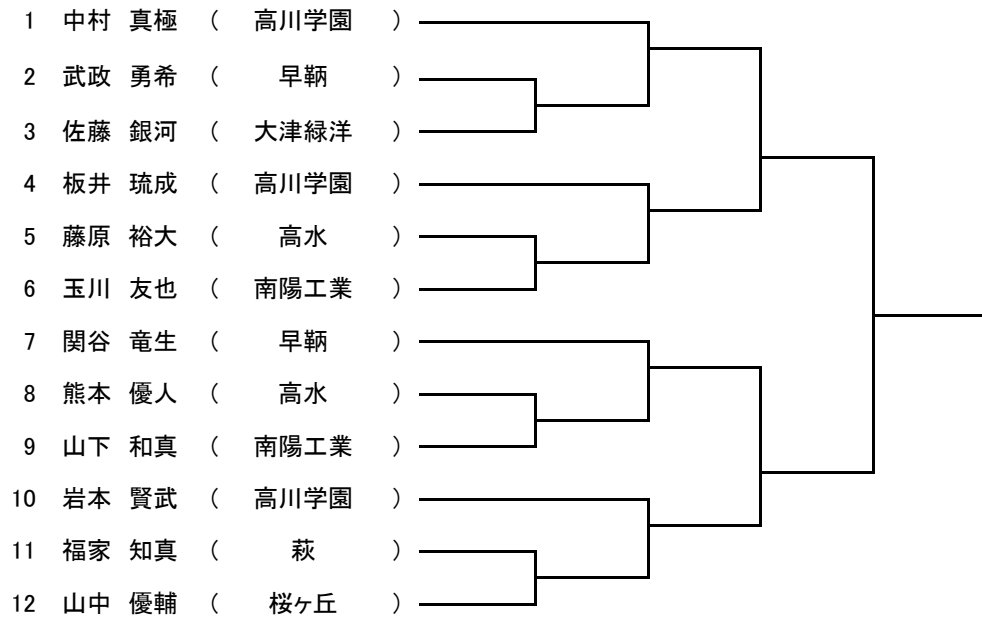 1 中村 真極 ( 高川学園 )
2 武政 勇希 ( 早鞆 )
3 佐藤 銀河 ( 大津緑洋 )
4 板井 琉成 ( 高川学園 )
5 藤原 裕大 ( 高水 )
6 玉川 友也 ( 南陽工業 )
7 関谷 竜生 ( 早鞆 )
8 熊本 優人 ( 高水 )
9 山下 和真 ( 南陽工業 )
10 岩本 賢武 ( 高川学園 )
11 福家 知真 ( 萩 )
12 山中 優輔 ( 桜ヶ丘 )